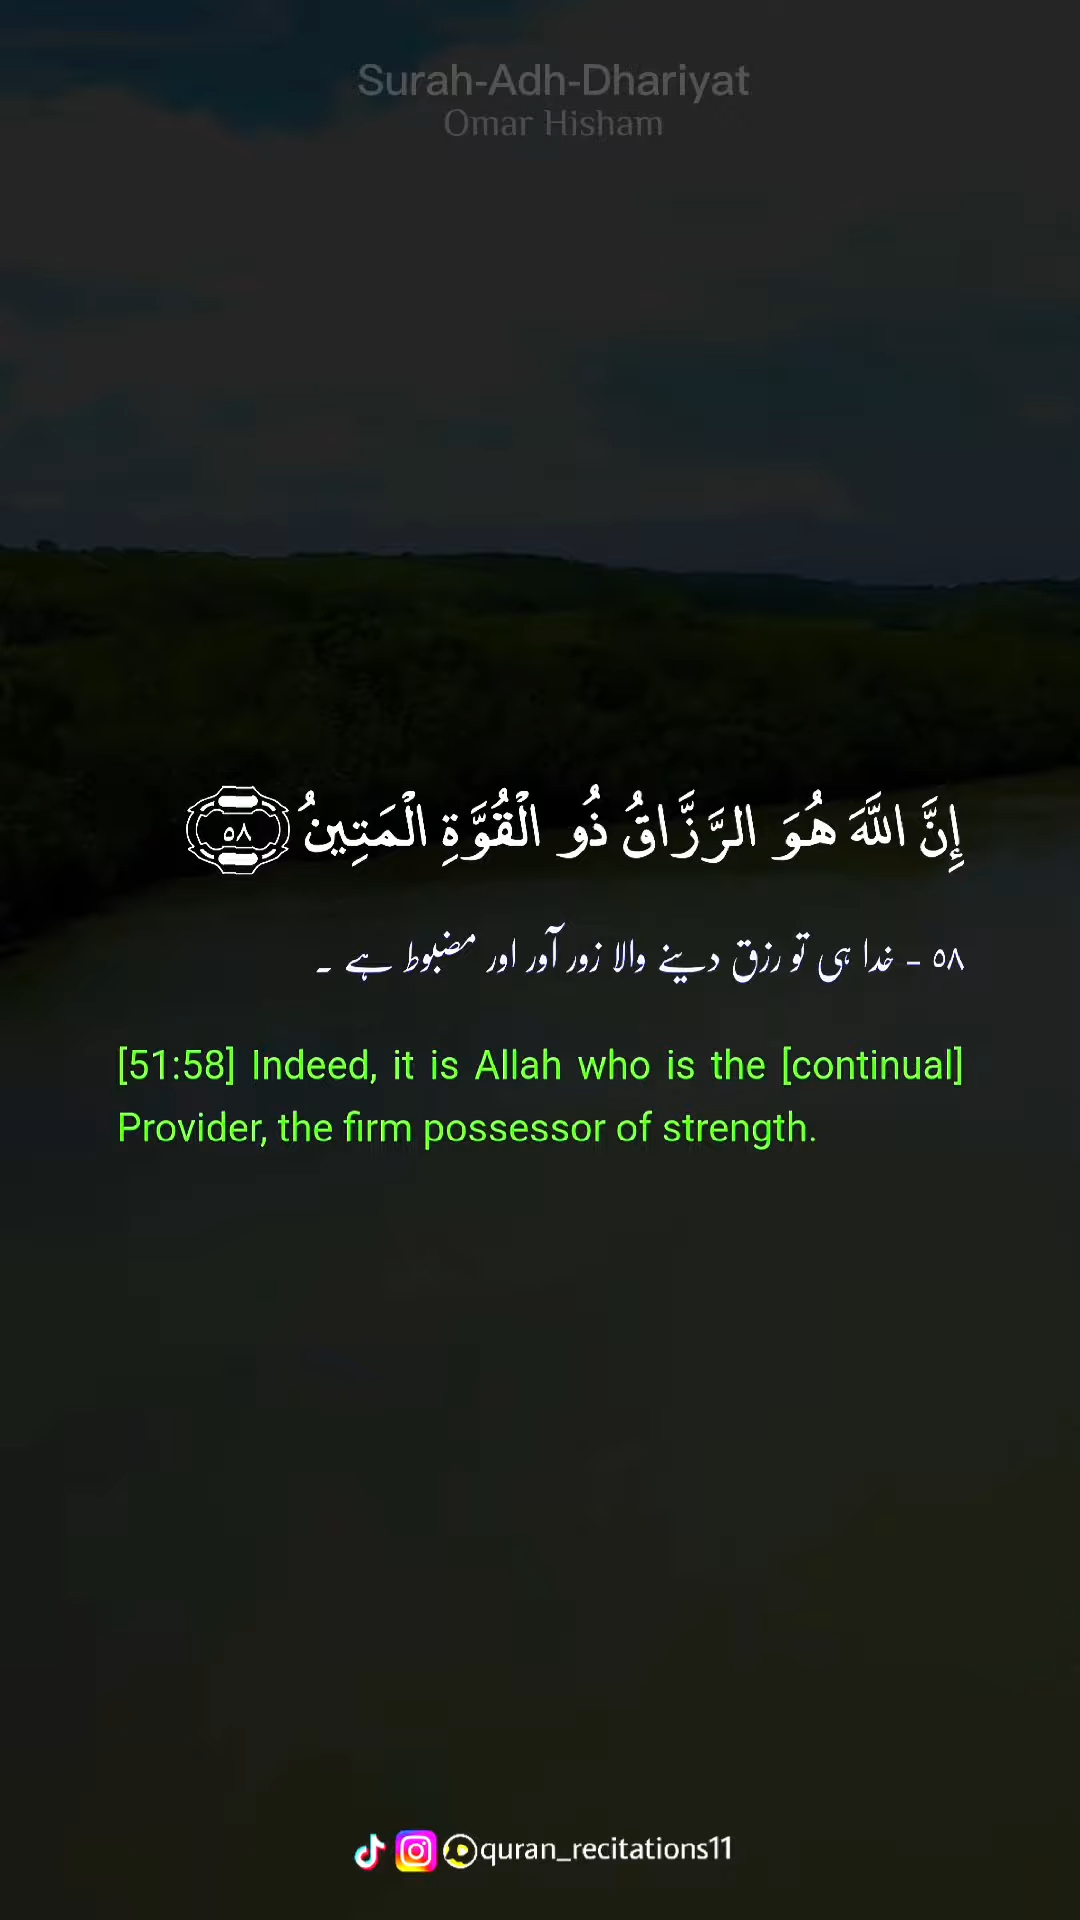 Surah-Adh-Dhariyat
Omar Hisham
إِنَّ اللَّهَ هُوَ الرَّزَّاقُ ذُو الْقُوَّةِ الْمَتِينُ ٥٨
٥٨ - خدا ہی تو رزق دینے والا زور آور اور مضبوط ہے ۔
[51:58] Indeed, it is Allah who is the [continual]
Provider, the firm possessor of strength.
quran_recitations11